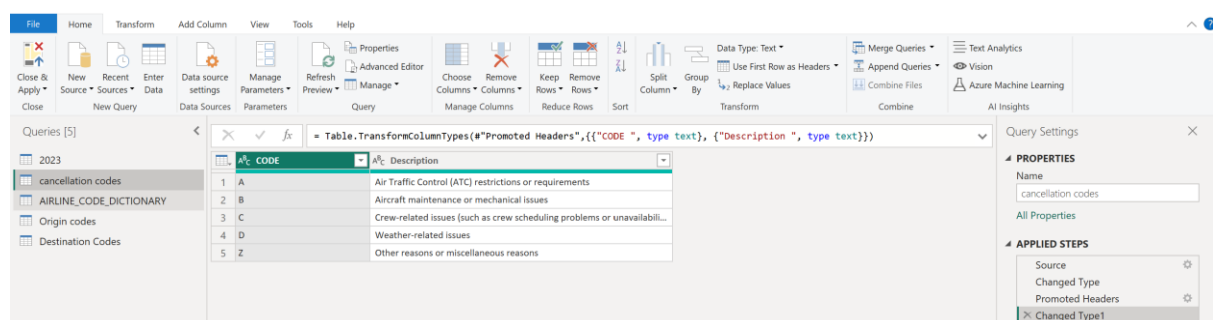 File Home Transform Add Column View Tools Help
Close & Apply
New Source
Recent Sources
Enter Data
Data source settings
Manage Parameters
Refresh Preview
Properties
Advanced Editor
Manage
Choose Columns
Remove Columns
Keep Rows
Remove Rows
Split Column
Group By
Data Type: Text
Use First Row as Headers
Replace Values
Merge Queries
Append Queries
Combine Files
Text Analytics
Vision
Azure Machine Learning
Close New Query Data Sources Parameters Query Manage Columns Reduce Rows Sort Transform Combine AI Insights
Queries [5]
2023
cancellation codes
AIRLINE_CODE_DICTIONARY
Origin codes
Destination Codes
fx = Table.TransformColumnTypes(#"Promoted Headers",{{"CODE ", type text}, {"Description ", type text}})
ABC CODE ABC Description
1 A Air Traffic Control (ATC) restrictions or requirements
2 B Aircraft maintenance or mechanical issues
3 C Crew-related issues (such as crew scheduling problems or unavailabili...
4 D Weather-related issues
5 Z Other reasons or miscellaneous reasons
Query Settings
PROPERTIES
Name
cancellation codes
All Properties
APPLIED STEPS
Source
Changed Type
Promoted Headers
Changed Type1